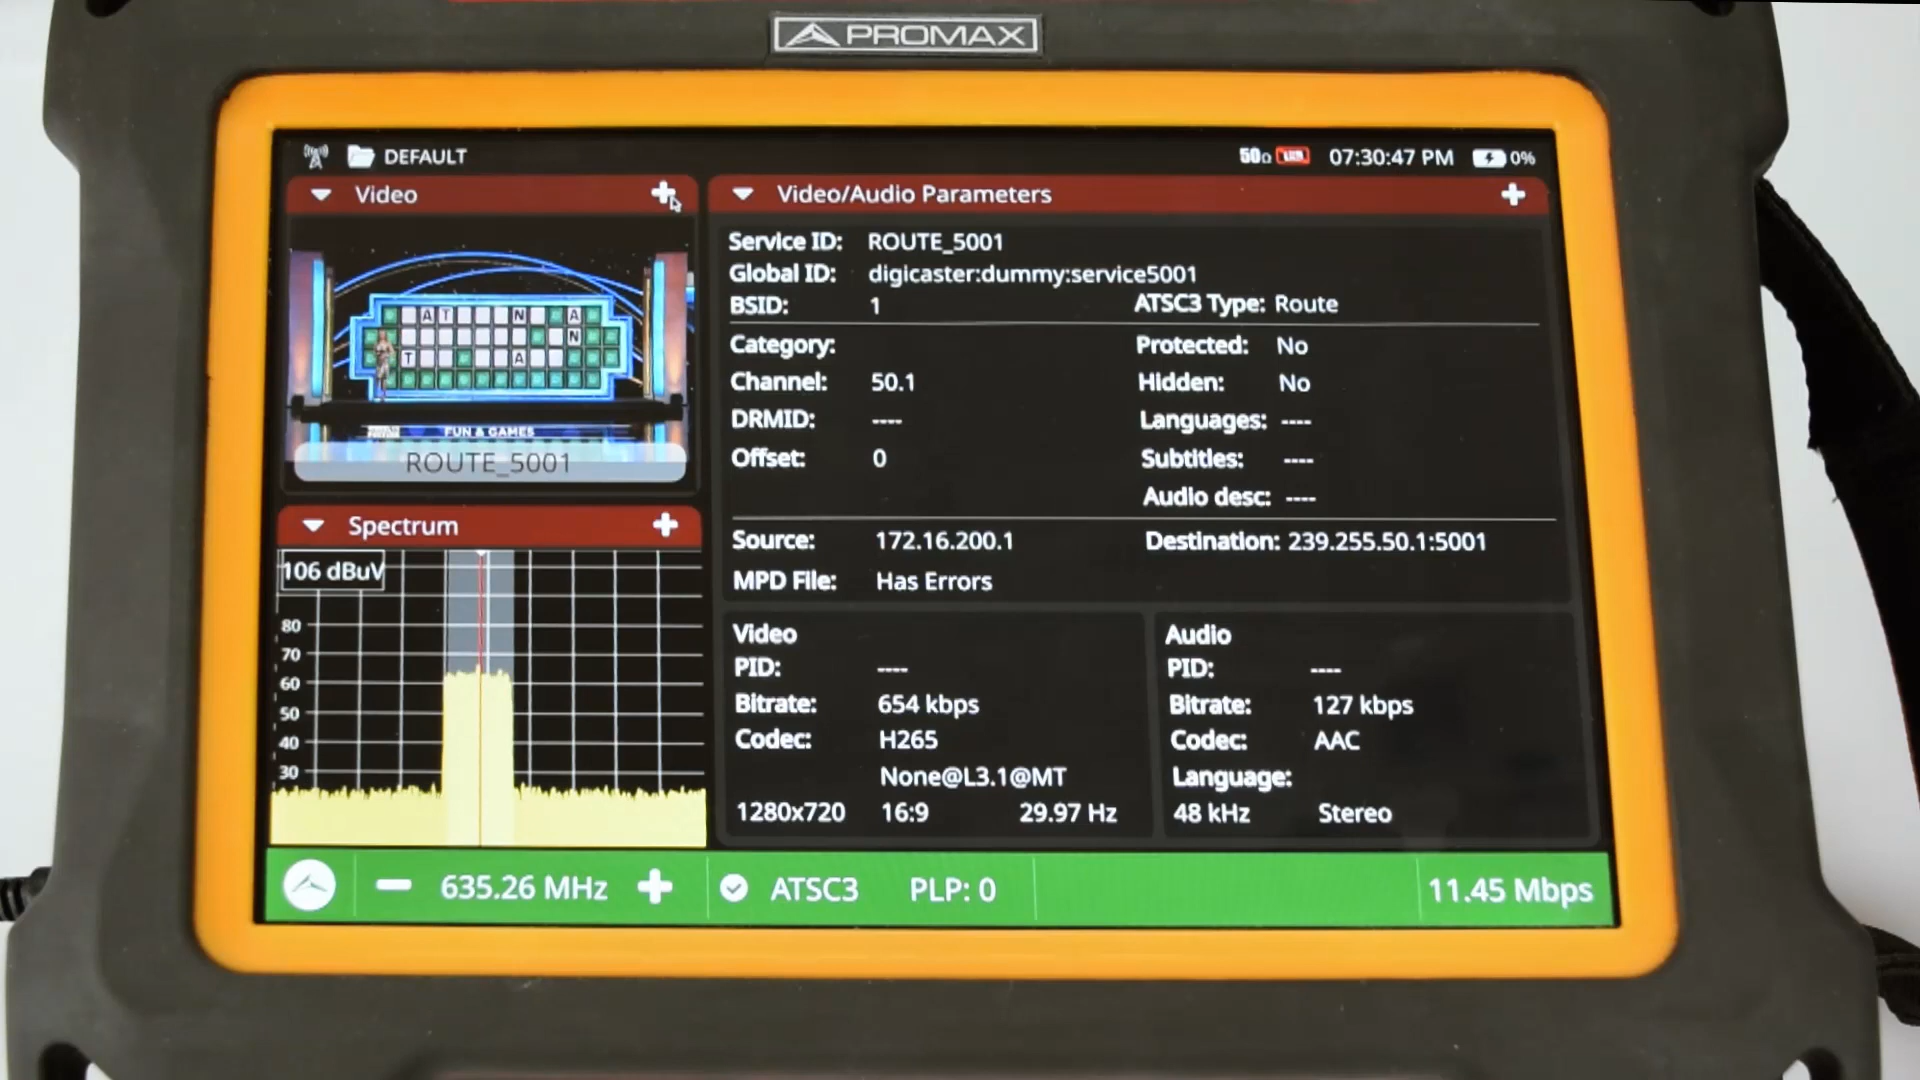 PROMAX
DEFAULT
50Ω
07:30:47 PM
0%
Video
FUN & GAMES
ROUTE_5001
Spectrum
106 dBuV
80
70
60
50
40
30
Video/Audio Parameters
Service ID: ROUTE_5001
Global ID: digicaster:dummy:service5001
BSID: 1 ATSC3 Type: Route
Category: Protected: No
Channel: 50.1 Hidden: No
DRMID: ---- Languages: ----
Offset: 0 Subtitles: ----
Audio desc: ----
Source: 172.16.200.1 Destination: 239.255.50.1:5001
MPD File: Has Errors
Video
PID: ----
Bitrate: 654 kbps
Codec: H265
None@L3.1@MT
1280x720 16:9 29.97 Hz
Audio
PID: ----
Bitrate: 127 kbps
Codec: AAC
Language:
48 kHz Stereo
635.26 MHz ATSC3 PLP: 0 11.45 Mbps